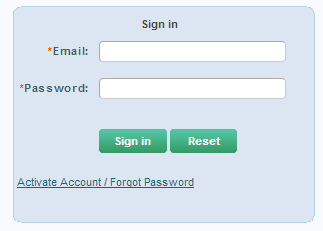 Sign in
*Email:
*Password:
Sign in Reset
Activate Account / Forgot Password